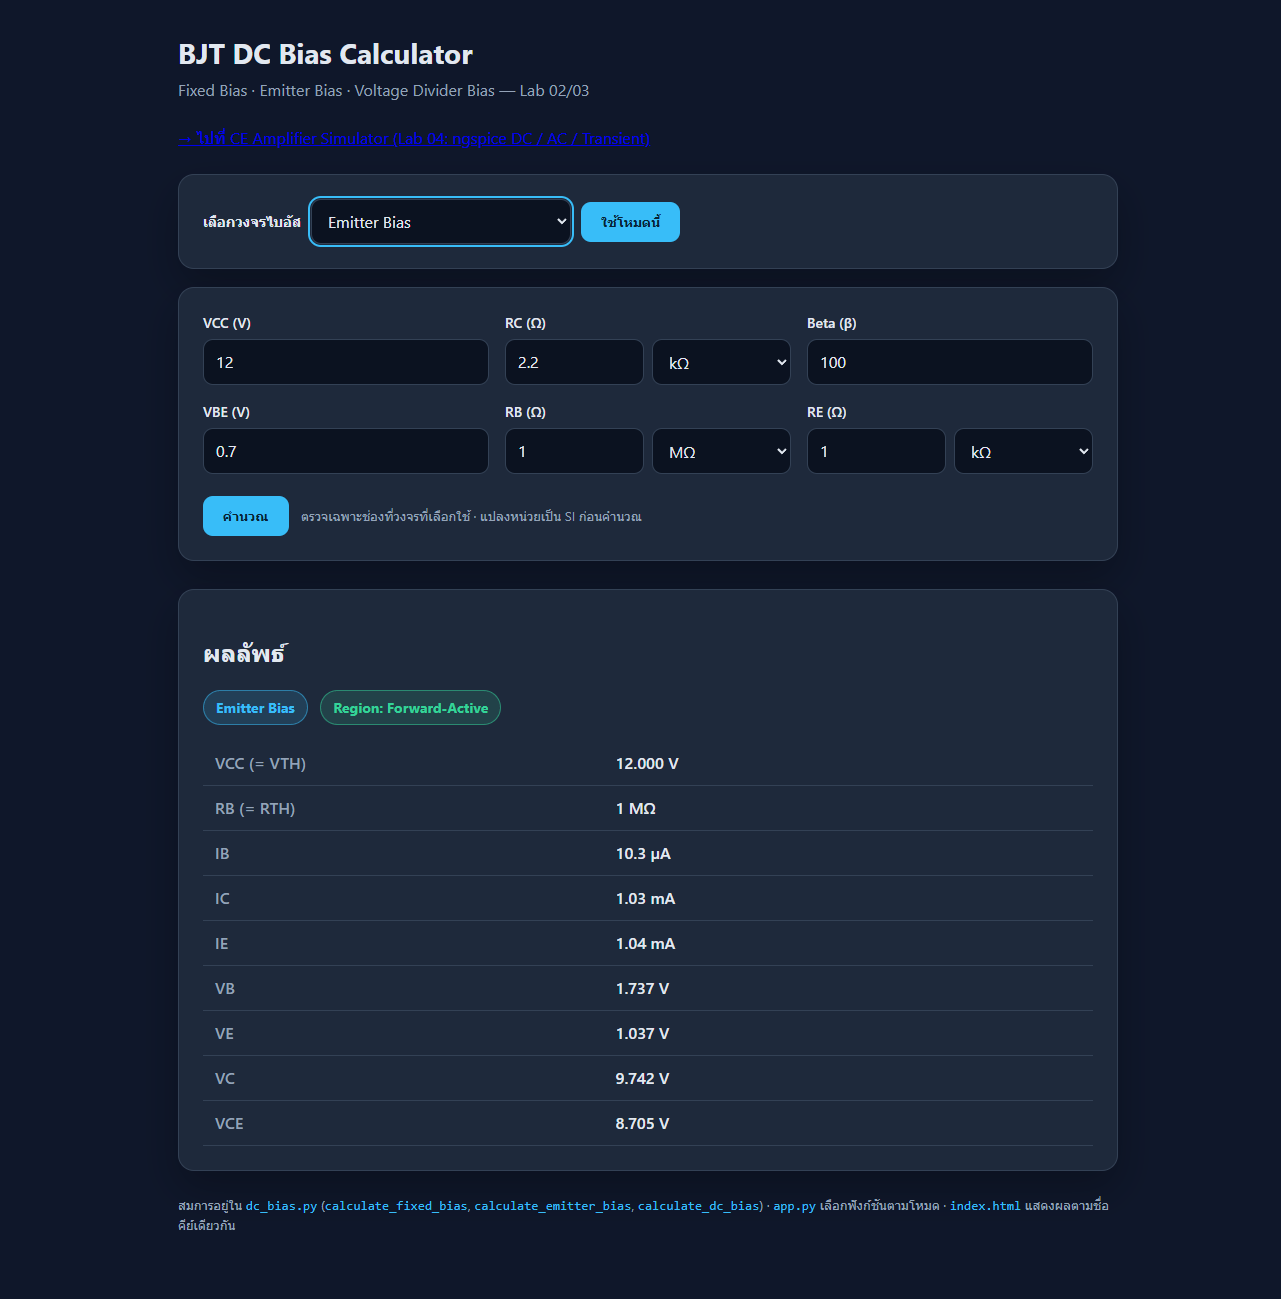 BJT DC Bias Calculator
Fixed Bias · Emitter Bias · Voltage Divider Bias — Lab 02/03
→ ไปที่ CE Amplifier Simulator (Lab 04: ngspice DC / AC / Transient)
เลือกวงจรไบอัส Emitter Bias ใช้โหมดนี้
VCC (V) RC (Ω) Beta (β)
12 2.2 kΩ 100
VBE (V) RB (Ω) RE (Ω)
0.7 1 MΩ 1 kΩ
คำนวณ ตรวจเฉพาะช่องที่วงจรที่เลือกใช้ · แปลงหน่วยเป็น SI ก่อนคำนวณ
ผลลัพธ์
Emitter Bias Region: Forward-Active
VCC (= VTH) 12.000 V
RB (= RTH) 1 MΩ
IB 10.3 µA
IC 1.03 mA
IE 1.04 mA
VB 1.737 V
VE 1.037 V
VC 9.742 V
VCE 8.705 V
สมการอยู่ใน dc_bias.py (calculate_fixed_bias, calculate_emitter_bias, calculate_dc_bias) · app.py เลือกฟังก์ชันตามโหมด · index.html แสดงผลตามชื่อ
คีย์เดียวกัน